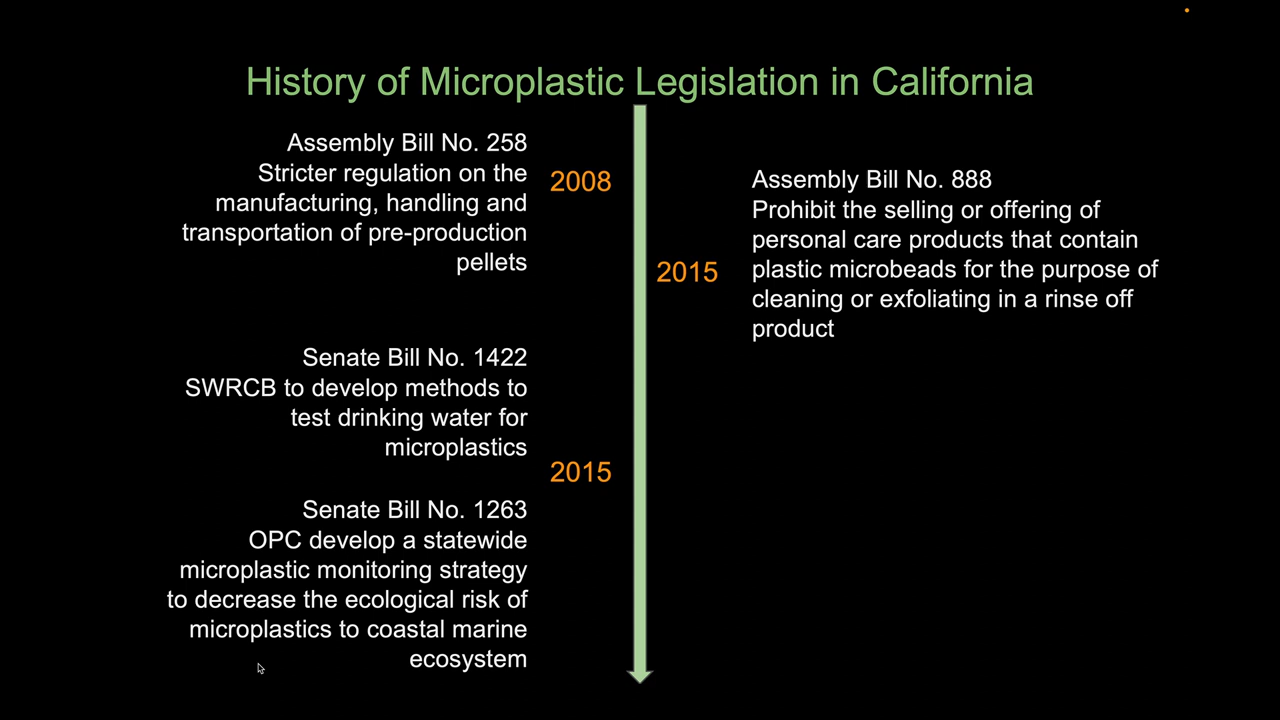 History of Microplastic Legislation in California
Assembly Bill No. 258
Stricter regulation on the
manufacturing, handling and
transportation of pre-production
pellets
2008
Assembly Bill No. 888
Prohibit the selling or offering of
personal care products that contain
plastic microbeads for the purpose of
cleaning or exfoliating in a rinse off
product
2015
Senate Bill No. 1422
SWRCB to develop methods to
test drinking water for
microplastics
2015
Senate Bill No. 1263
OPC develop a statewide
microplastic monitoring strategy
to decrease the ecological risk of
microplastics to coastal marine
ecosystem